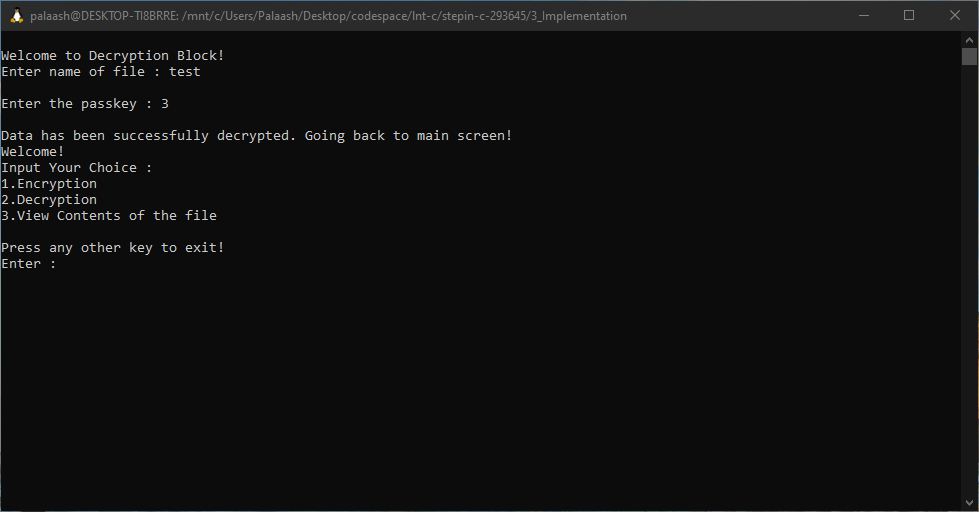 palaash@DESKTOP-TI8BRRE: /mnt/c/Users/Palaash/Desktop/codespace/Int-c/stepin-c-293645/3_Implementation
Welcome to Decryption Block!
Enter name of file : test
Enter the passkey : 3
Data has been successfully decrypted. Going back to main screen!
Welcome!
Input Your Choice :
1.Encryption
2.Decryption
3.View Contents of the file
Press any other key to exit!
Enter :